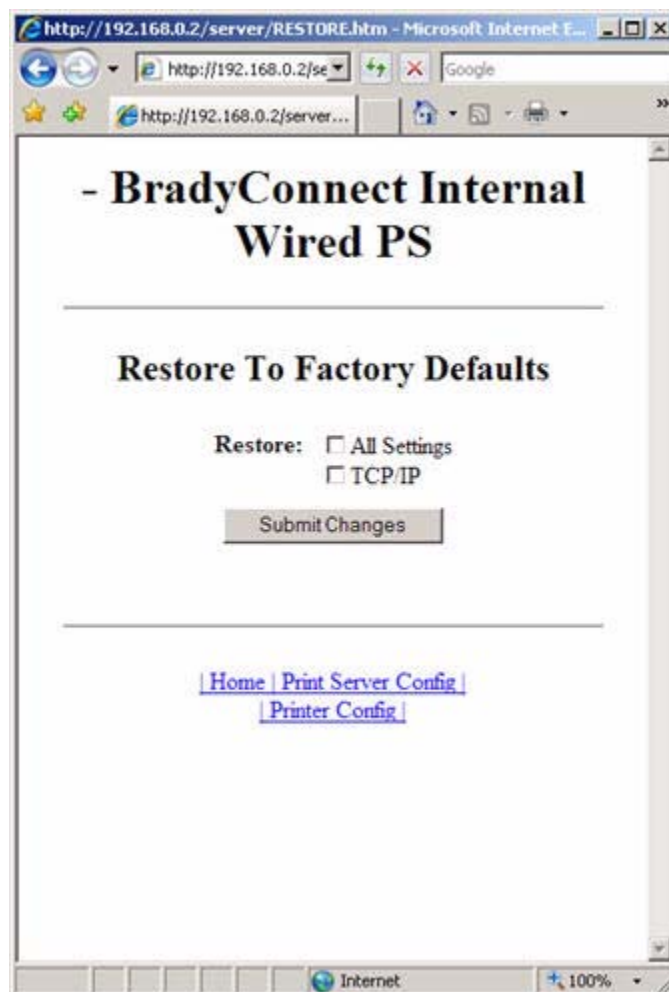 http://192.168.0.2/server/RESTORE.htm - Microsoft Internet E...
http://192.168.0.2/se
Google
http://192.168.0.2/server...
- BradyConnect Internal
Wired PS
Restore To Factory Defaults
Restore: All Settings
TCP/IP
Submit Changes
| Home | Print Server Config |
| Printer Config |
Internet 100%